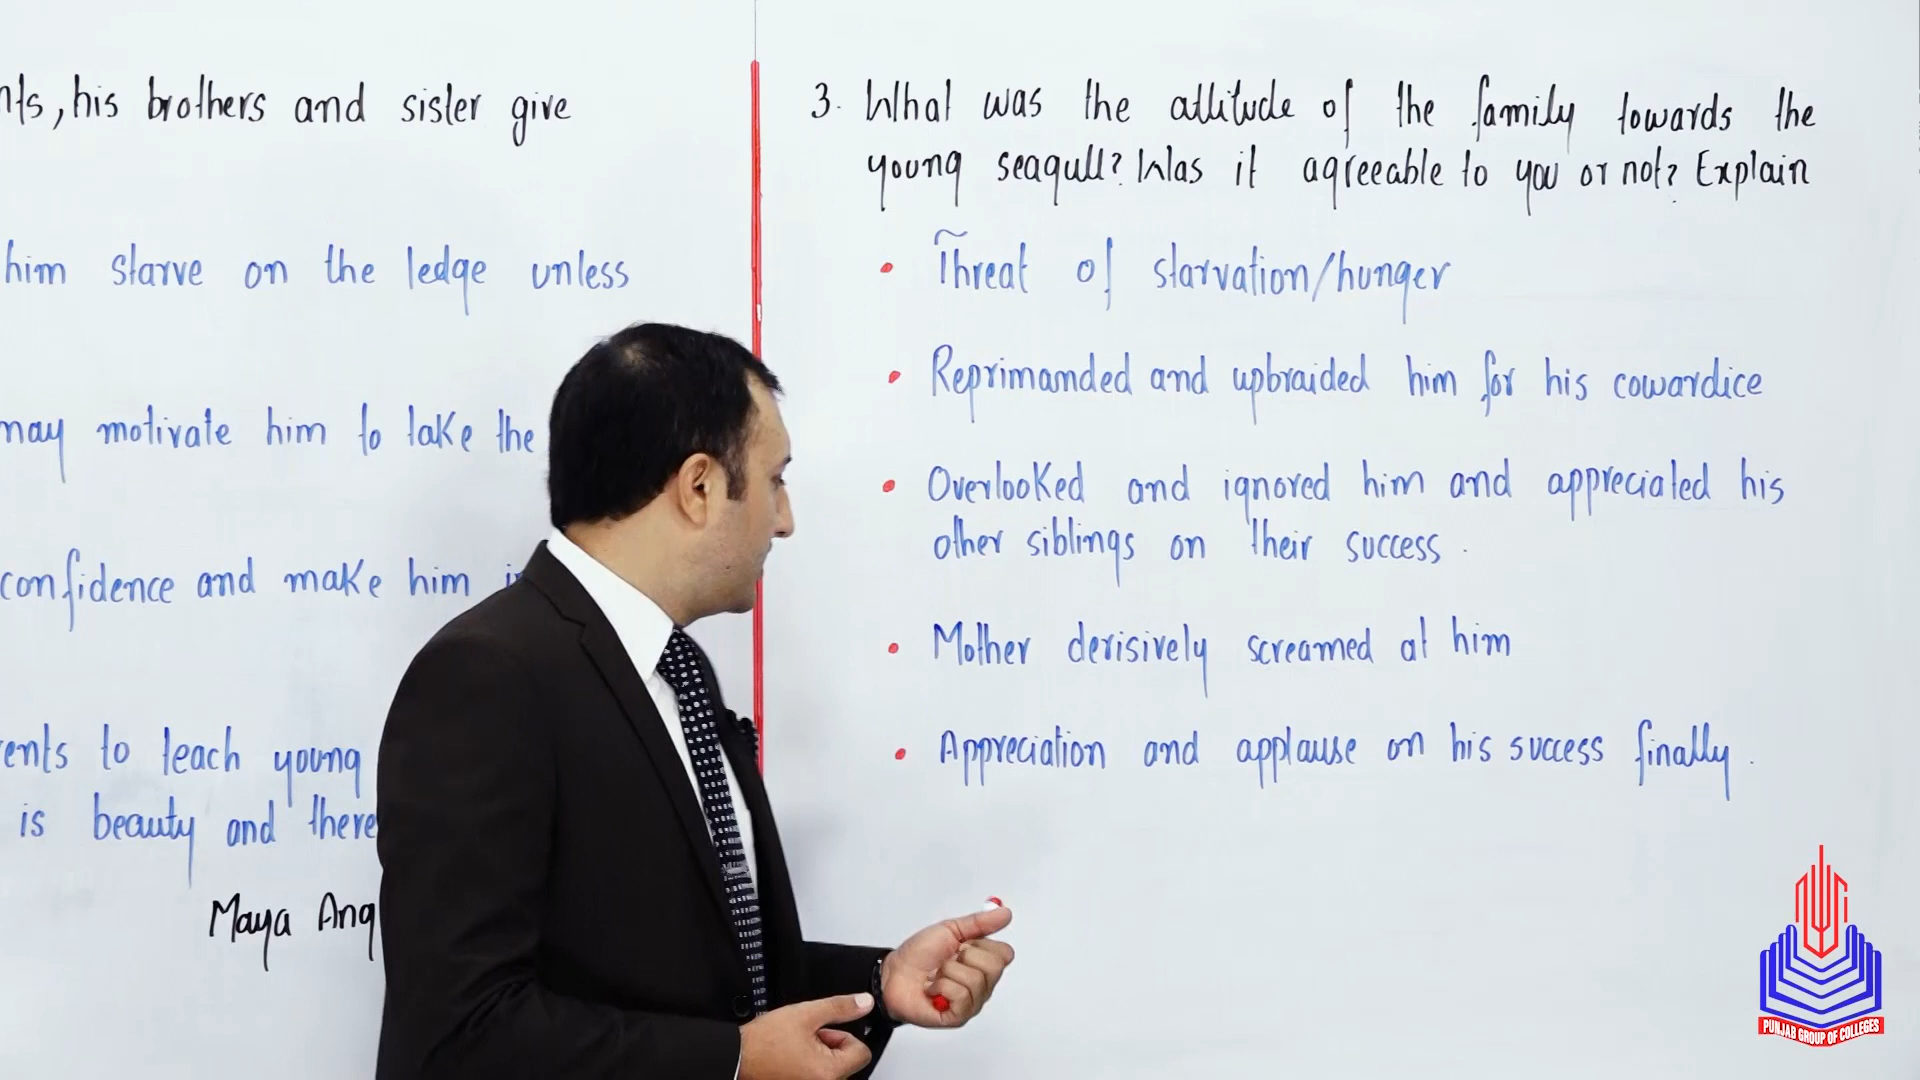 nts, his brothers and sister give
him starve on the ledge unless
may motivate him to take the
confidence and make him
ents to teach young
is beauty and there
Maya Ang
3. What was the attitude of the family towards the
young seagull? Was it agreeable to you or not? Explain
• Threat of starvation/hunger
• Reprimanded and upbraided him for his cowardice
• Overlooked and ignored him and appreciated his
other siblings on their success.
• Mother derisively screamed at him
• Appreciation and applause on his success finally.
PUNJAB GROUP OF COLLEGES